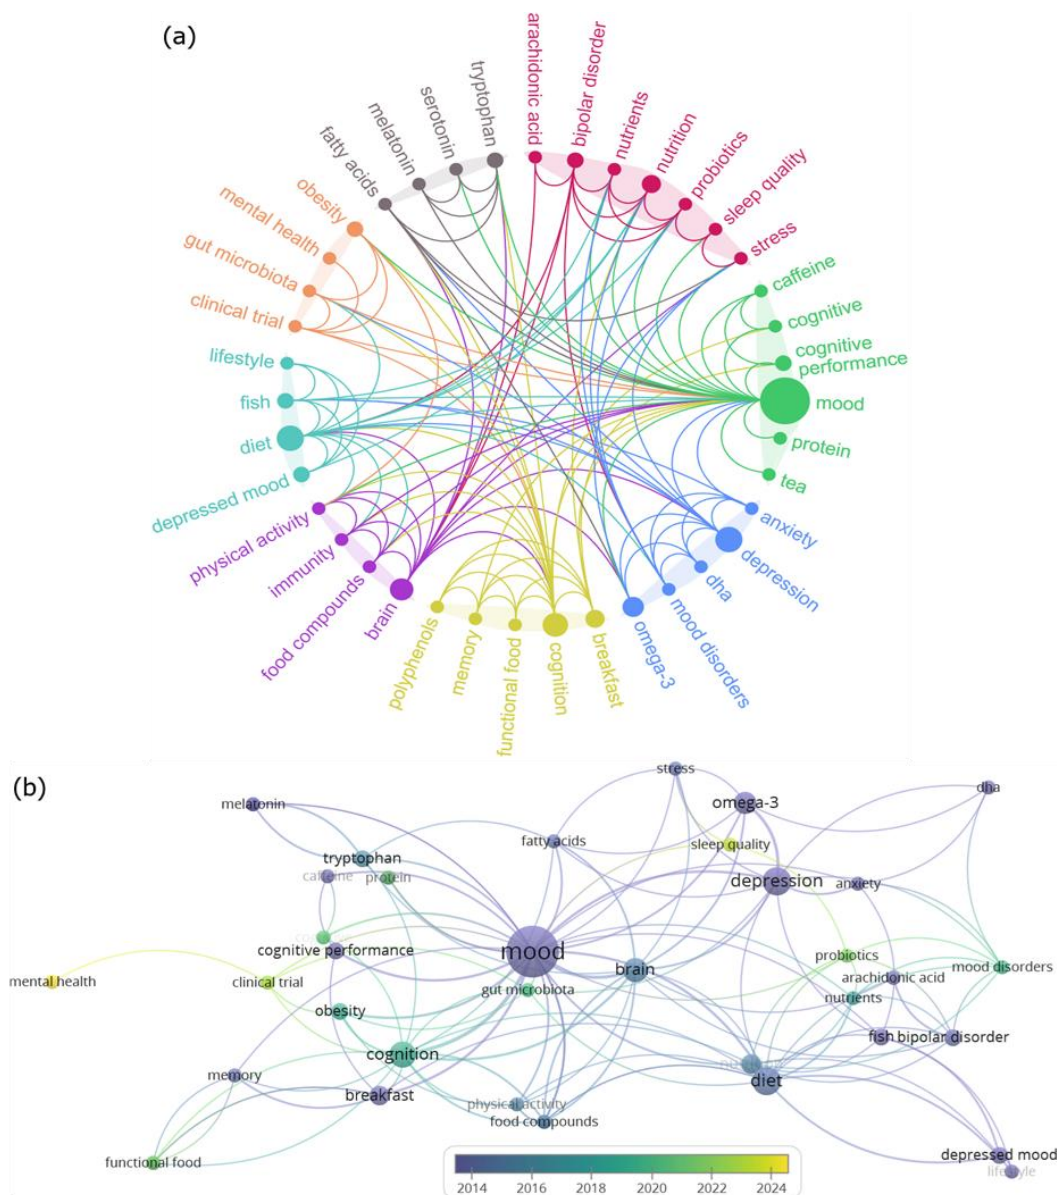 (a)
arachidonic acid
bipolar disorder
nutrients
nutrition
probiotics
sleep quality
stress
caffeine
cognitive
cognitive
performance
mood
protein
tea
anxiety
depression
dha
mood disorders
omega-3
breakfast
cognition
functional food
memory
polyphenols
brain
food compounds
immunity
physical activity
depressed mood
diet
fish
lifestyle
clinical trial
gut microbiota
mental health
obesity
fatty acids
melatonin
serotonin
tryptophan
(b)
stress
dha
melatonin
omega-3
fatty acids
sleep quality
tryptophan
caffeine
protein
depression
anxiety
cognitive performance
mood
probiotics
mood disorders
brain
arachidonic acid
mental health
clinical trial
gut microbiota
nutrients
obesity
fish
bipolar disorder
cognition
diet
memory
breakfast
physical activity
food compounds
functional food
depressed mood
lifestyle
2014 2016 2018 2020 2022 2024